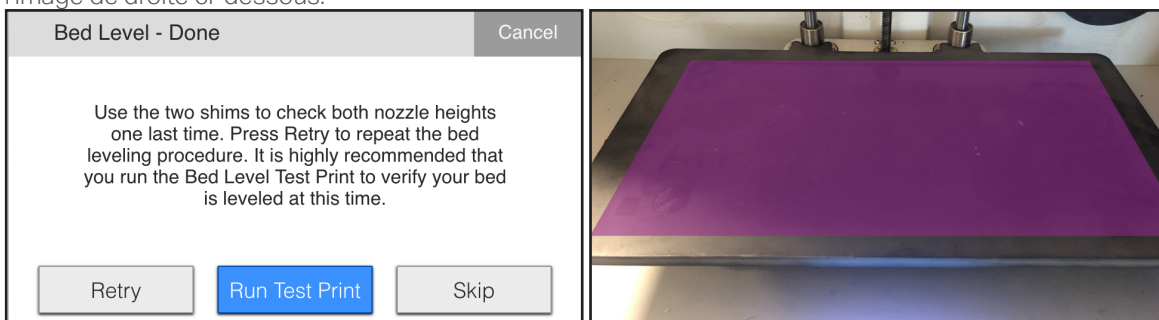 l'image de droite ci-dessous.
Bed Level - Done
Cancel
Use the two shims to check both nozzle heights
one last time. Press Retry to repeat the bed
leveling procedure. It is highly recommended that
you run the Bed Level Test Print to verify your bed
is leveled at this time.
Retry
Run Test Print
Skip